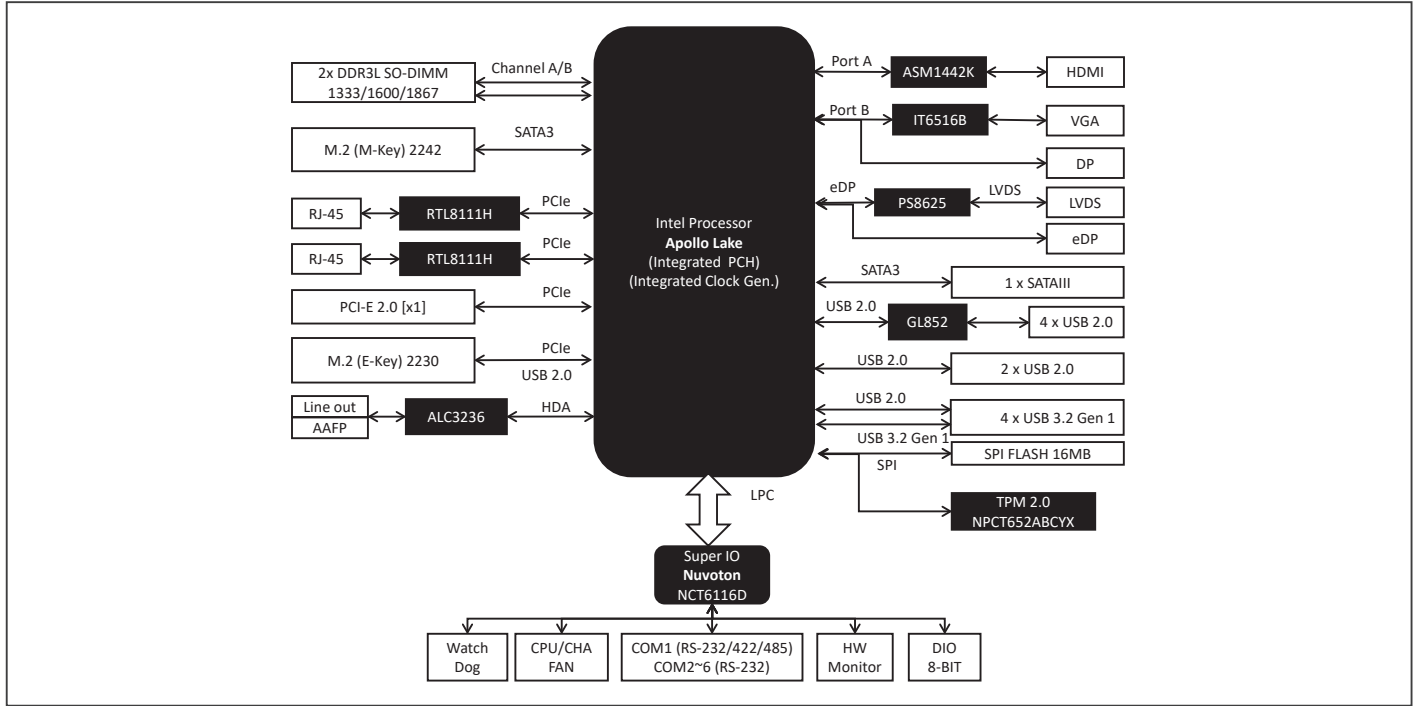 2x DDR3L SO-DIMM
1333/1600/1867
Channel A/B
M.2 (M-Key) 2242
SATA3
RJ-45
RTL8111H
PCIe
RJ-45
RTL8111H
PCIe
PCI-E 2.0 [x1]
PCIe
M.2 (E-Key) 2230
PCIe
USB 2.0
Line out
AAFP
ALC3236
HDA
Intel Processor
Apollo Lake
(Integrated PCH)
(Integrated Clock Gen.)
Port A
ASM1442K
HDMI
Port B
IT6516B
VGA
DP
eDP
PS8625
LVDS
LVDS
eDP
SATA3
1 x SATAIII
USB 2.0
GL852
4 x USB 2.0
USB 2.0
2 x USB 2.0
USB 2.0
4 x USB 3.2 Gen 1
USB 3.2 Gen 1
SPI FLASH 16MB
SPI
TPM 2.0
NPCT652ABCYX
LPC
Super IO
Nuvoton
NCT6116D
Watch
Dog
CPU/CHA
FAN
COM1 (RS-232/422/485)
COM2~6 (RS-232)
HW
Monitor
DIO
8-BIT